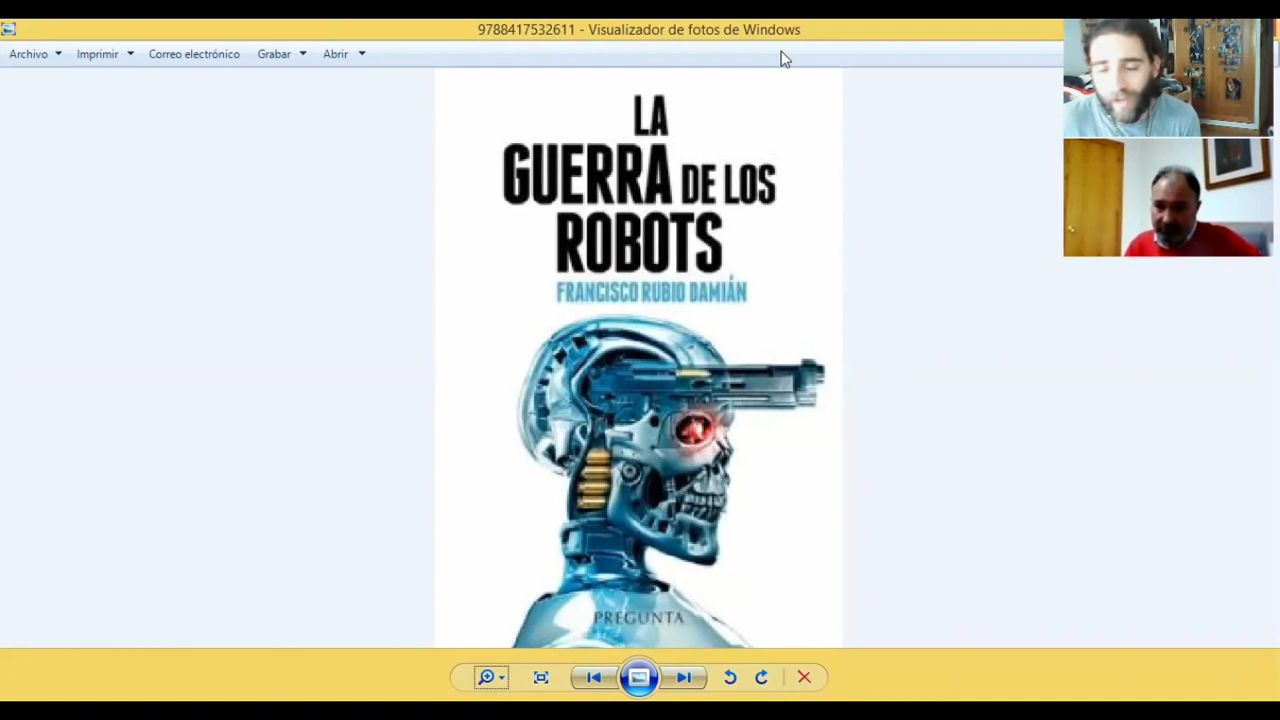 9788417532611 - Visualizador de fotos de Windows
Archivo Imprimir Correo electrónico Grabar Abrir
LA
GUERRA DE LOS
ROBOTS
FRANCISCO RUBIO DAMIÁN
PREGUNTA